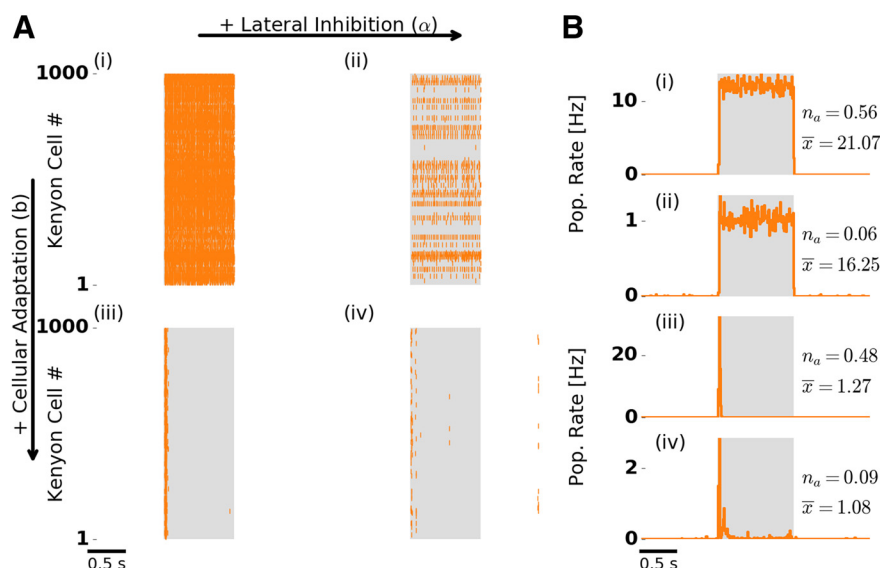 A
+ Lateral Inhibition (α)
B
(i)
(ii)
1000
Kenyon Cell #
1
+ Cellular Adaptation (b)
(iii)
(iv)
1000
Kenyon Cell #
1
0.5 s
Pop. Rate [Hz]
(i)
10
0
n_a = 0.56
x̅ = 21.07
(ii)
1
0
n_a = 0.06
x̅ = 16.25
Pop. Rate [Hz]
(iii)
20
0
n_a = 0.48
x̅ = 1.27
(iv)
2
0
n_a = 0.09
x̅ = 1.08
0.5 s